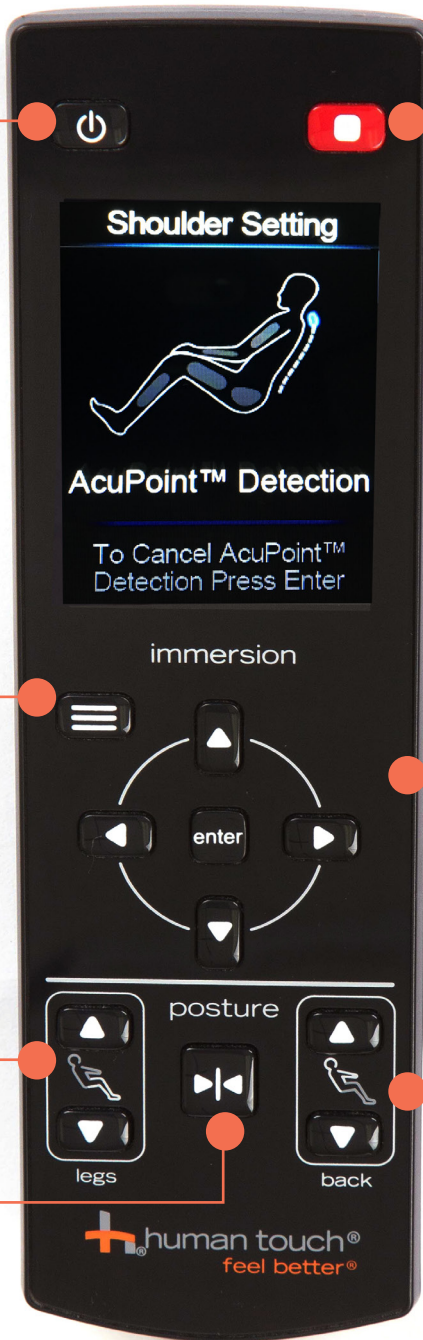 Shoulder Setting
AcuPoint™ Detection
To Cancel AcuPoint™
Detection Press Enter
immersion
enter
posture
legs
back
human touch®
feel better®